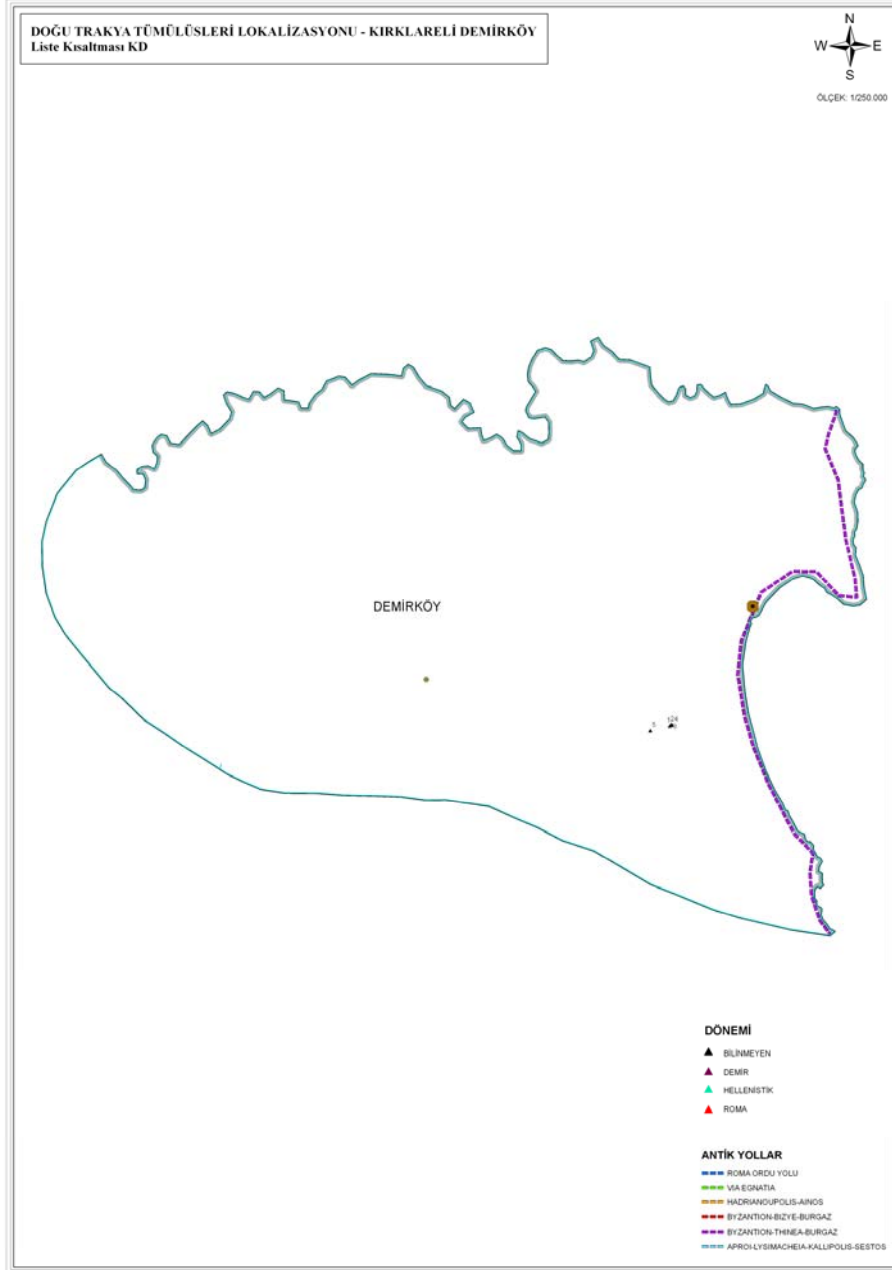 DOĞU TRAKYA TÜMÜLÜSLERİ LOKALİZASYONU - KIRKLARELİ DEMİRKÖY
Liste Kısaltması KD
N
W E
S
ÖLÇEK: 1/250.000
DEMİRKÖY
5
DÖNEMİ
BİLİNMEYEN
DEMİR
HELLENİSTİK
ROMA
ANTİK YOLLAR
ROMA ORDU YOLU
VIA EGNATIA
HADRIANOUPOLIS-AINOS
BYZANTION-BIZYE-BURGAZ
BYZANTION-THINEA-BURGAZ
APROI-LYSIMACHEIA-KALLIPOLIS-SESTOS